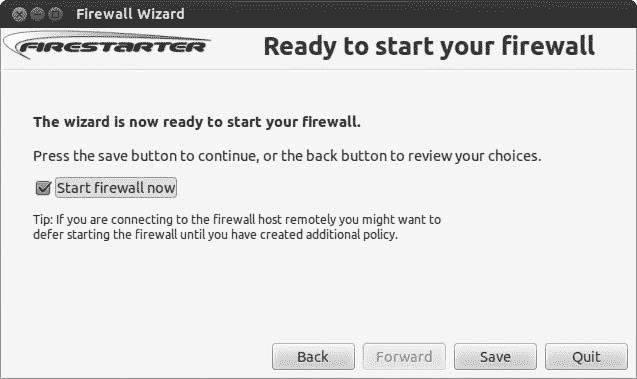 Firewall Wizard
FIRESTARTER
Ready to start your firewall
The wizard is now ready to start your firewall.
Press the save button to continue, or the back button to review your choices.
Start firewall now
Tip: If you are connecting to the firewall host remotely you might want to
defer starting the firewall until you have created additional policy.
Back
Forward
Save
Quit